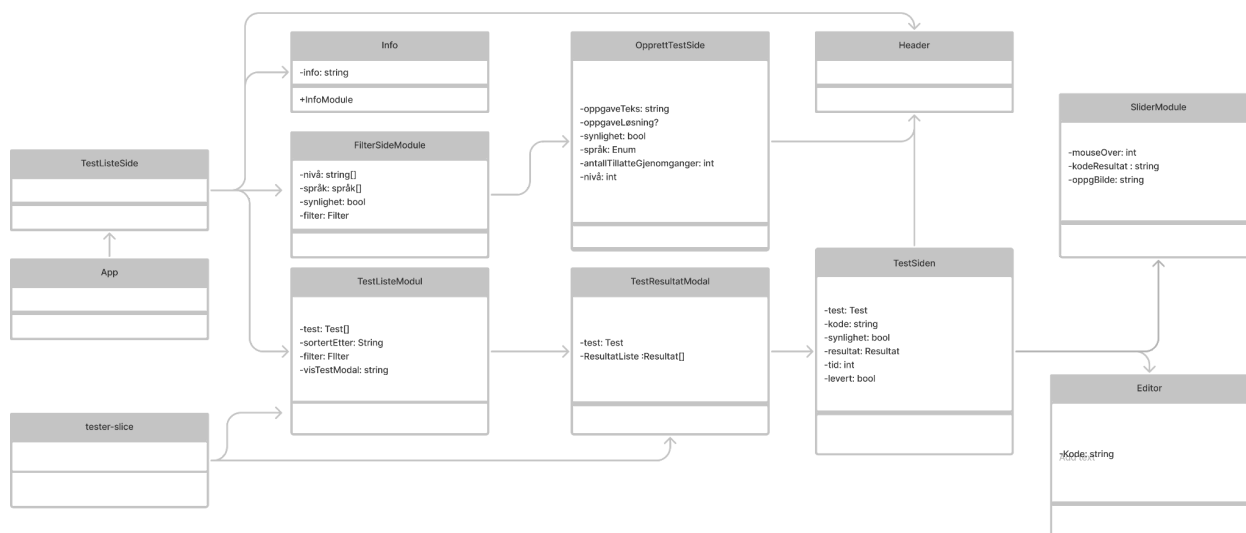 Info
-info: string
+InfoModule
OpprettTestSide
-oppgaveTeks: string
-oppgaveLøsning?
-synlighet: bool
-språk: Enum
-antallTillatteGjenomganger: int
-nivå: int
Header
SliderModule
-mouseOver: int
-kodeResultat : string
-oppgBilde: string
TestListeSide
FilterSideModule
-nivå: string[]
-språk: språk[]
-synlighet: bool
-filter: Filter
App
TestListeModul
-test: Test[]
-sortertEtter: String
-filter: FIlter
-visTestModal: string
TestResultatModal
-test: Test
-ResultatListe :Resultat[]
TestSiden
-test: Test
-kode: string
-synlighet: bool
-resultat: Resultat
-tid: int
-levert: bool
tester-slice
Editor
-Kode: string
Add text